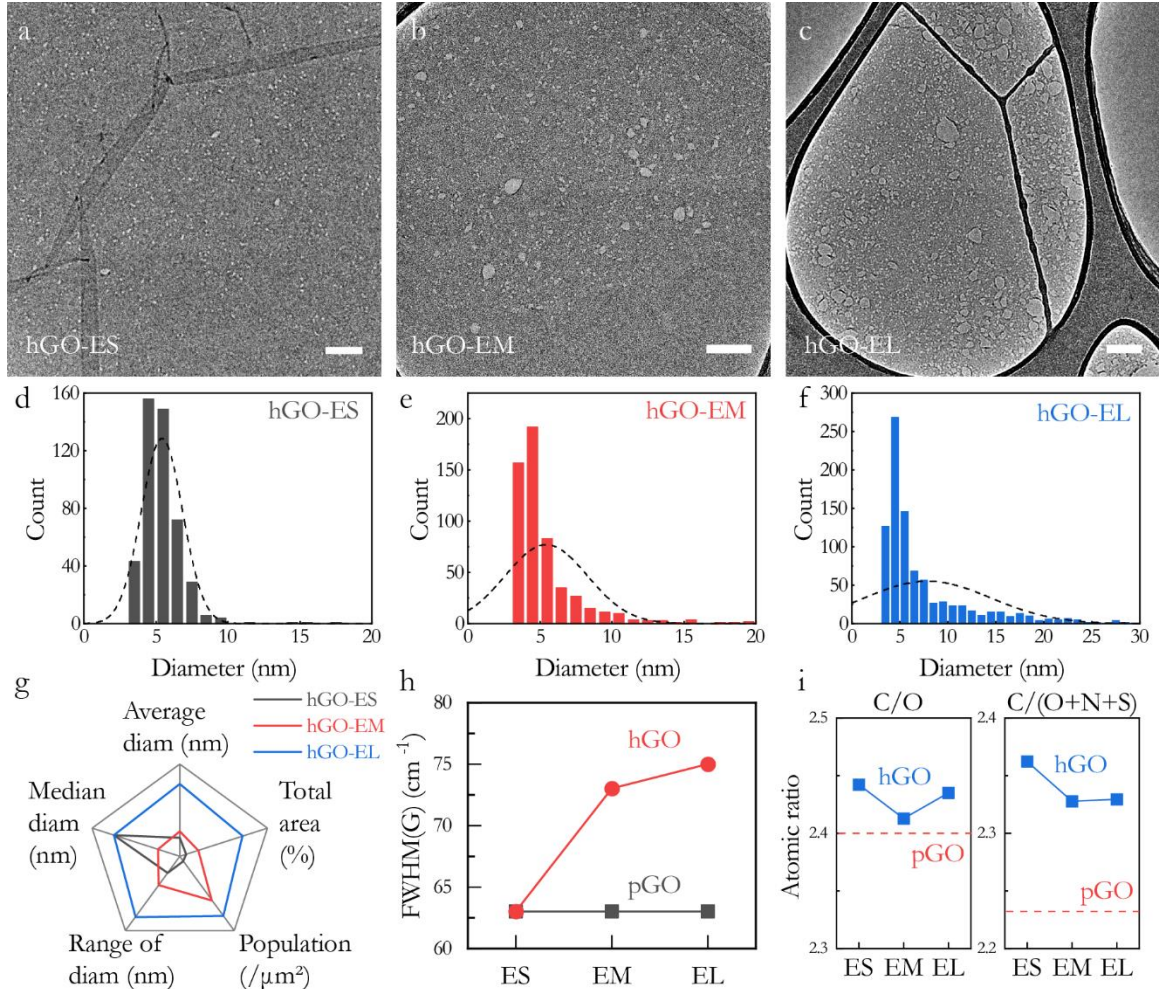 a
hGO-ES
b
hGO-EM
c
hGO-EL
d
hGO-ES
Count
160
120
80
40
0
0 5 10 15 20
Diameter (nm)
e
hGO-EM
Count
200
150
100
50
0
0 5 10 15 20
Diameter (nm)
f
hGO-EL
Count
300
250
200
150
100
50
0
0 5 10 15 20 25 30
Diameter (nm)
g
hGO-ES
hGO-EM
hGO-EL
Average
diam (nm)
Median
diam
(nm)
Total
area
(%)
Range of
diam (nm)
Population
(/μm²)
h
FWHM(G) (cm⁻¹)
80
75
70
65
60
hGO
pGO
ES EM EL
i
Atomic ratio
C/O
2.5
2.4
2.3
hGO
pGO
ES EM EL
C/(O+N+S)
2.4
2.3
2.2
hGO
pGO
ES EM EL